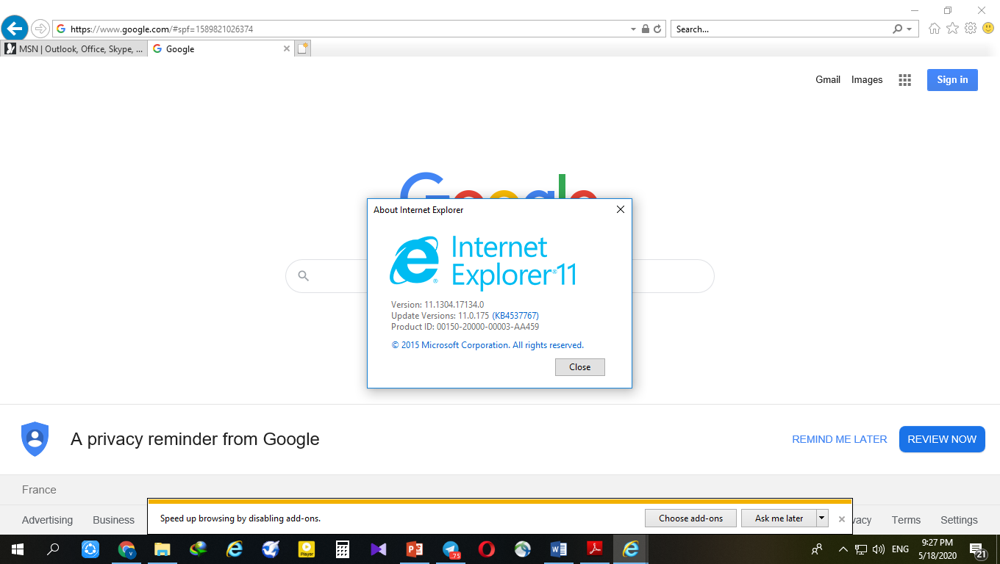 https://www.google.com/#spf=1589821026374
Search...
MSN | Outlook, Office, Skype, ...
Google
Gmail Images Sign in
Google
About Internet Explorer
Internet
Explorer 11
Version: 11.1304.17134.0
Update Versions: 11.0.175 (KB4537767)
Product ID: 00150-20000-00003-AA459
© 2015 Microsoft Corporation. All rights reserved.
Close
A privacy reminder from Google
REMIND ME LATER REVIEW NOW
France
Speed up browsing by disabling add-ons.
Choose add-ons Ask me later
Advertising Business vacy Terms Settings
Player
.75
ENG
9:27 PM
5/18/2020
21